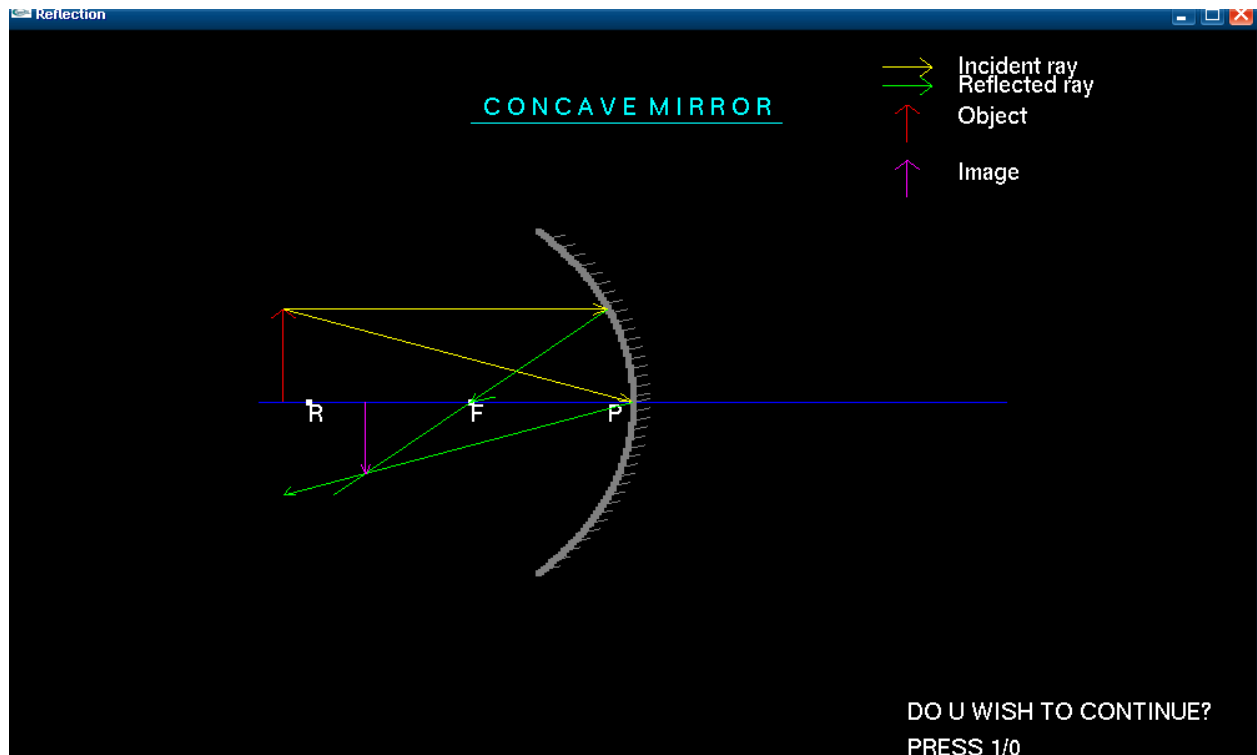 Reflection
Incident ray
Reflected ray
CONCAVE MIRROR
Object
Image
R
F
P
DO U WISH TO CONTINUE?
PRESS 1/0